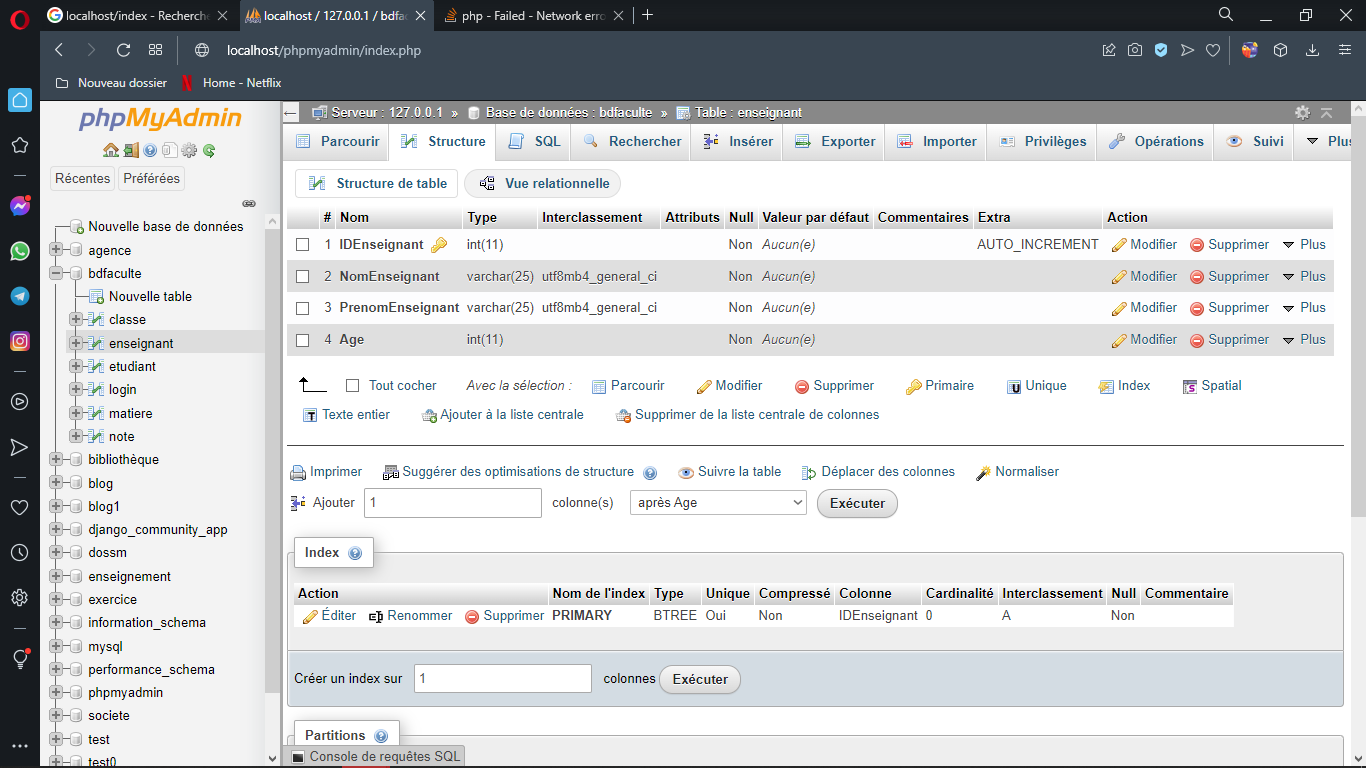 localhost/index - Recherche
localhost / 127.0.0.1 / bdfa
php - Failed - Network erro
localhost/phpmyadmin/index.php
Nouveau dossier
Home - Netflix
phpMyAdmin
Récentes
Préférées
Nouvelle base de données
agence
bdfaculte
Nouvelle table
classe
enseignant
etudiant
login
matiere
note
bibliothèque
blog
blog1
django_community_app
dossm
enseignement
exercice
information_schema
mysql
performance_schema
phpmyadmin
societe
test
test0
Serveur : 127.0.0.1 » Base de données : bdfaculte » Table : enseignant
Parcourir Structure SQL Rechercher Insérer Exporter Importer Privilèges Opérations Suivi Plus
Structure de table Vue relationnelle
# Nom Type Interclassement Attributs Null Valeur par défaut Commentaires Extra Action
1 IDEnseignant int(11) Non Aucun(e) AUTO_INCREMENT Modifier Supprimer Plus
2 NomEnseignant varchar(25) utf8mb4_general_ci Non Aucun(e) Modifier Supprimer Plus
3 PrenomEnseignant varchar(25) utf8mb4_general_ci Non Aucun(e) Modifier Supprimer Plus
4 Age int(11) Non Aucun(e) Modifier Supprimer Plus
Tout cocher Avec la sélection : Parcourir Modifier Supprimer Primaire Unique Index Spatial
Texte entier Ajouter à la liste centrale Supprimer de la liste centrale de colonnes
Imprimer Suggérer des optimisations de structure Suivre la table Déplacer des colonnes Normaliser
Ajouter 1 colonne(s) après Age Exécuter
Index
Action Nom de l'index Type Unique Compressé Colonne Cardinalité Interclassement Null Commentaire
Éditer Renommer Supprimer PRIMARY BTREE Oui Non IDEnseignant 0 A Non
Créer un index sur 1 colonnes Exécuter
Partitions
Console de requêtes SQL